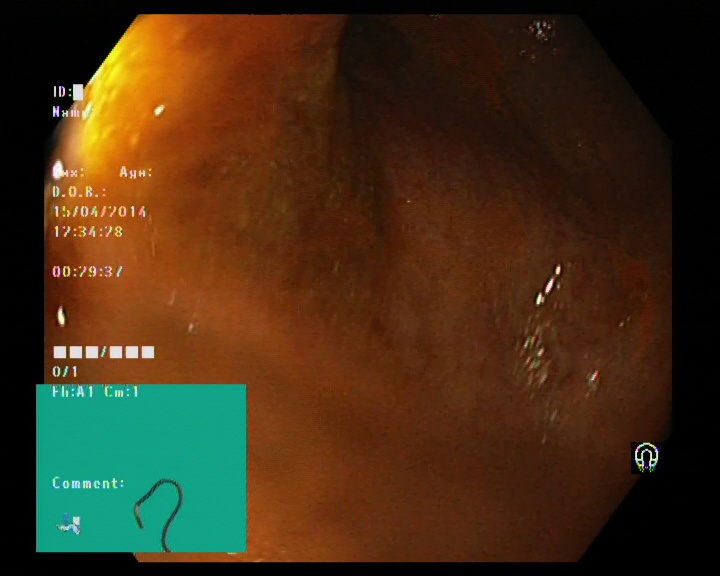 ID:
Name:
Sex: Age:
D.O.B.:
15/04/2014
12:34:28
00:29:37
■■■/■■■
0/1
Eh:A1 Cm:1
Comment: